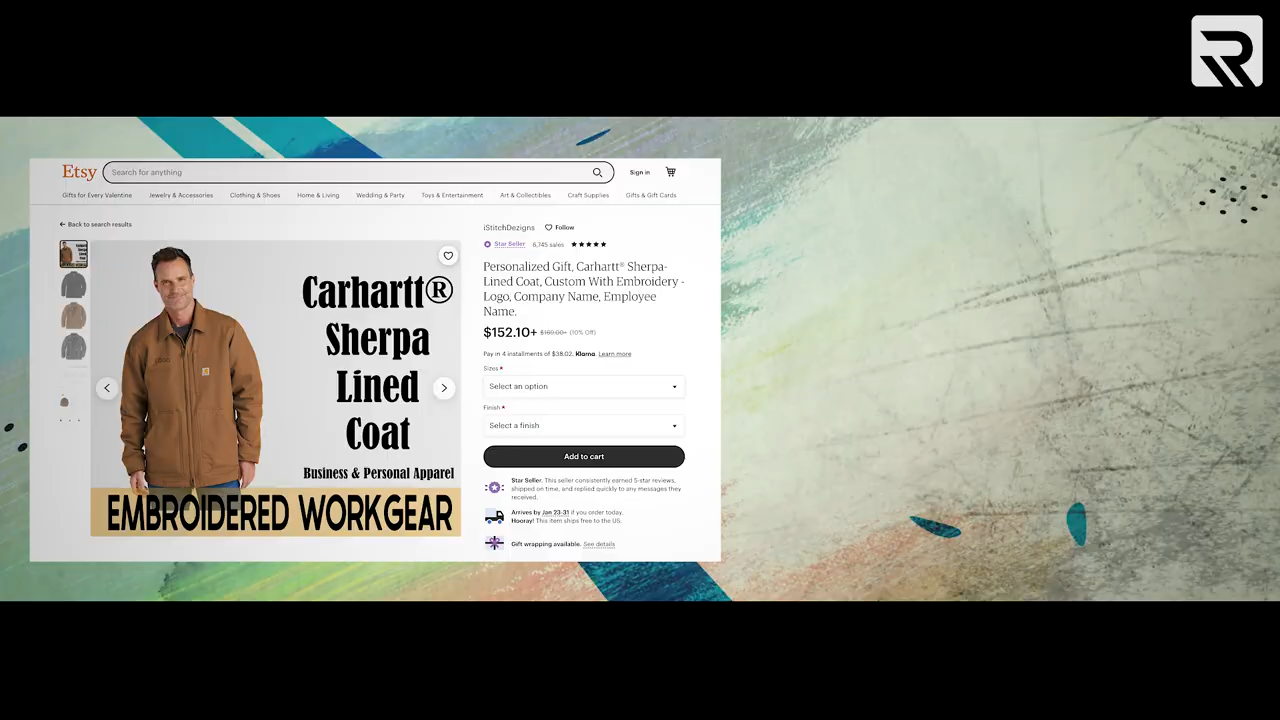 Etsy
Search for anything
Sign in
Gifts for Every Valentine
Jewelry & Accessories
Clothing & Shoes
Home & Living
Wedding & Party
Toys & Entertainment
Art & Collectibles
Craft Supplies
Gifts & Gift Cards
Back to search results
Carhartt®
Sherpa
Lined
Coat
Business & Personal Apparel
EMBROIDERED WORKGEAR
iStitchDezigns
Follow
Star Seller
6,745 sales
Personalized Gift, Carhartt® Sherpa-
Lined Coat, Custom With Embroidery -
Logo, Company Name, Employee
Name.
$152.10+ $169.00+ (10% Off)
Pay in 4 installments of $38.02. Klarna. Learn more
Sizes *
Select an option
Finish *
Select a finish
Add to cart
Star Seller. This seller consistently earned 5-star reviews,
shipped on time, and replied quickly to any messages they
received.
Arrives by Jan 23-31 if you order today.
Hooray! This item ships free to the US.
Gift wrapping available. See details